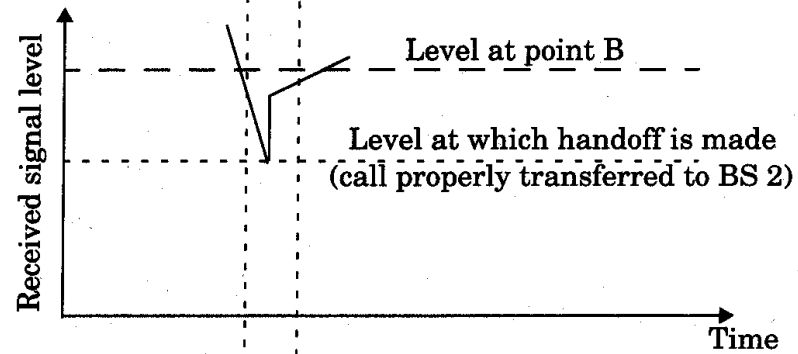 Received signal level
Level at point B
Level at which handoff is made
(call properly transferred to BS 2)
Time